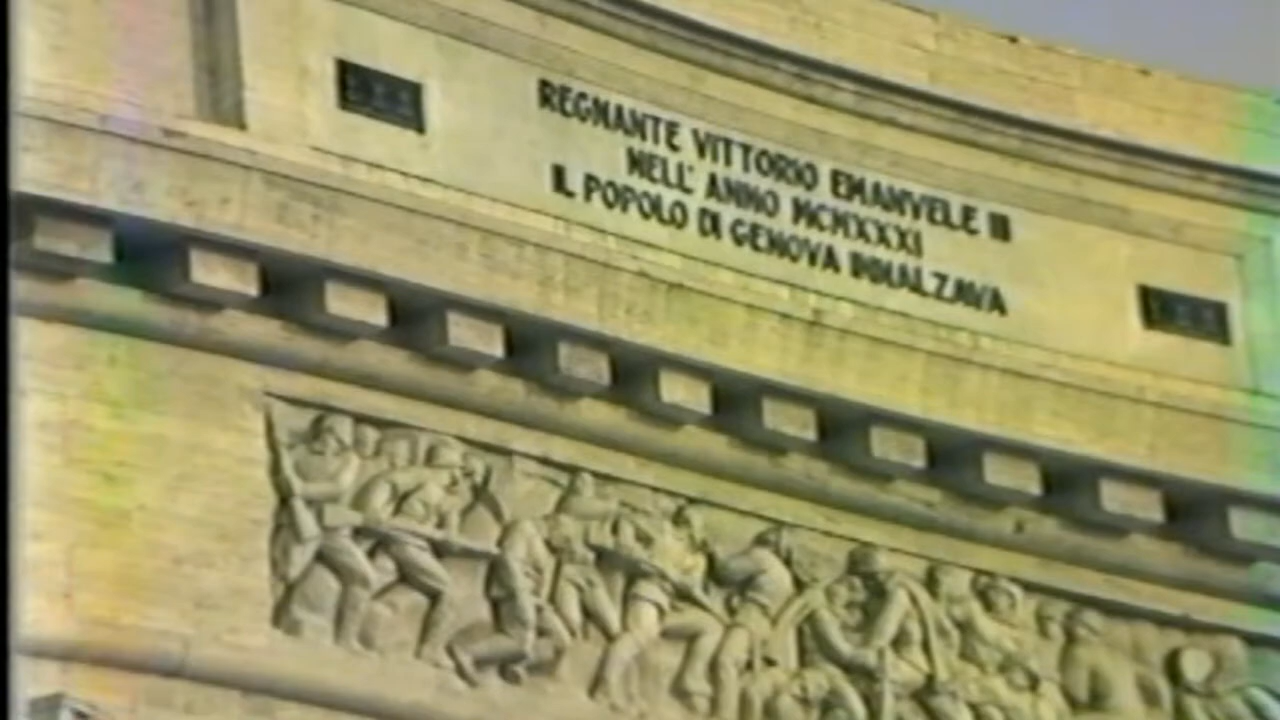 REGNANTE VITTORIO EMANVELE III
NELL' ANNO MCMXXXI
IL POPOLO DI GENOVA INNALZAVA